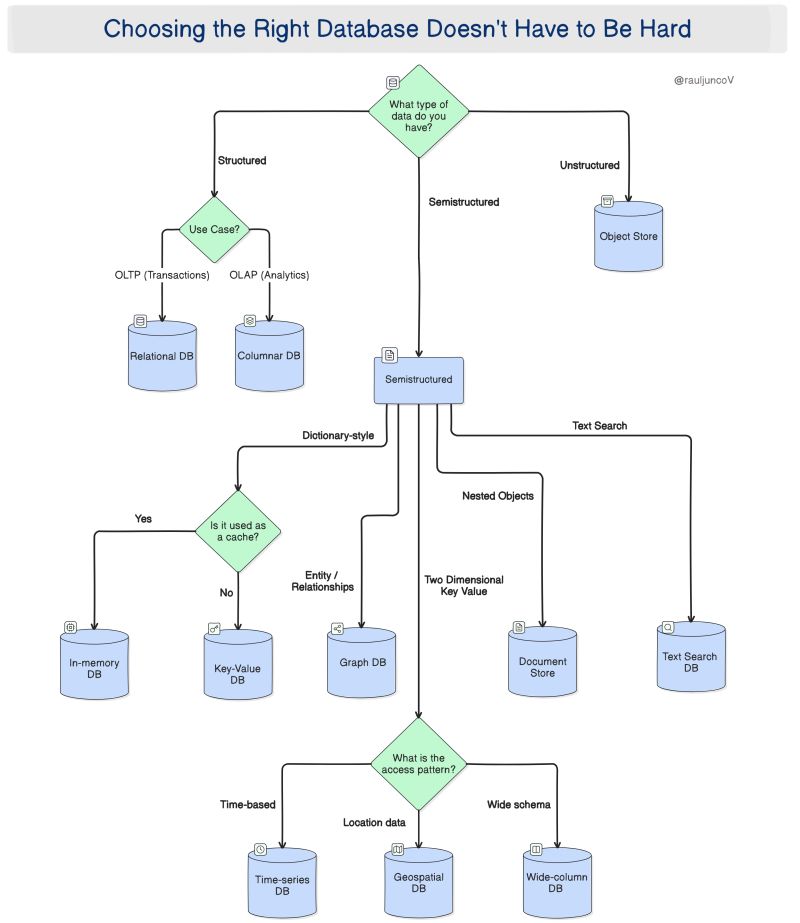 Choosing the Right Database Doesn't Have to Be Hard
@rauljuncoV
What type of
data do you
have?
Structured
Semistructured
Unstructured
Use Case?
Object Store
OLTP (Transactions)
OLAP (Analytics)
Relational DB
Columnar DB
Semistructured
Dictionary-style
Text Search
Nested Objects
Yes
Is it used as
a cache?
No
Entity /
Relationships
Two Dimensional
Key Value
In-memory
DB
Key-Value
DB
Graph DB
Document
Store
Text Search
DB
What is the
access pattern?
Time-based
Location data
Wide schema
Time-series
DB
Geospatial
DB
Wide-column
DB